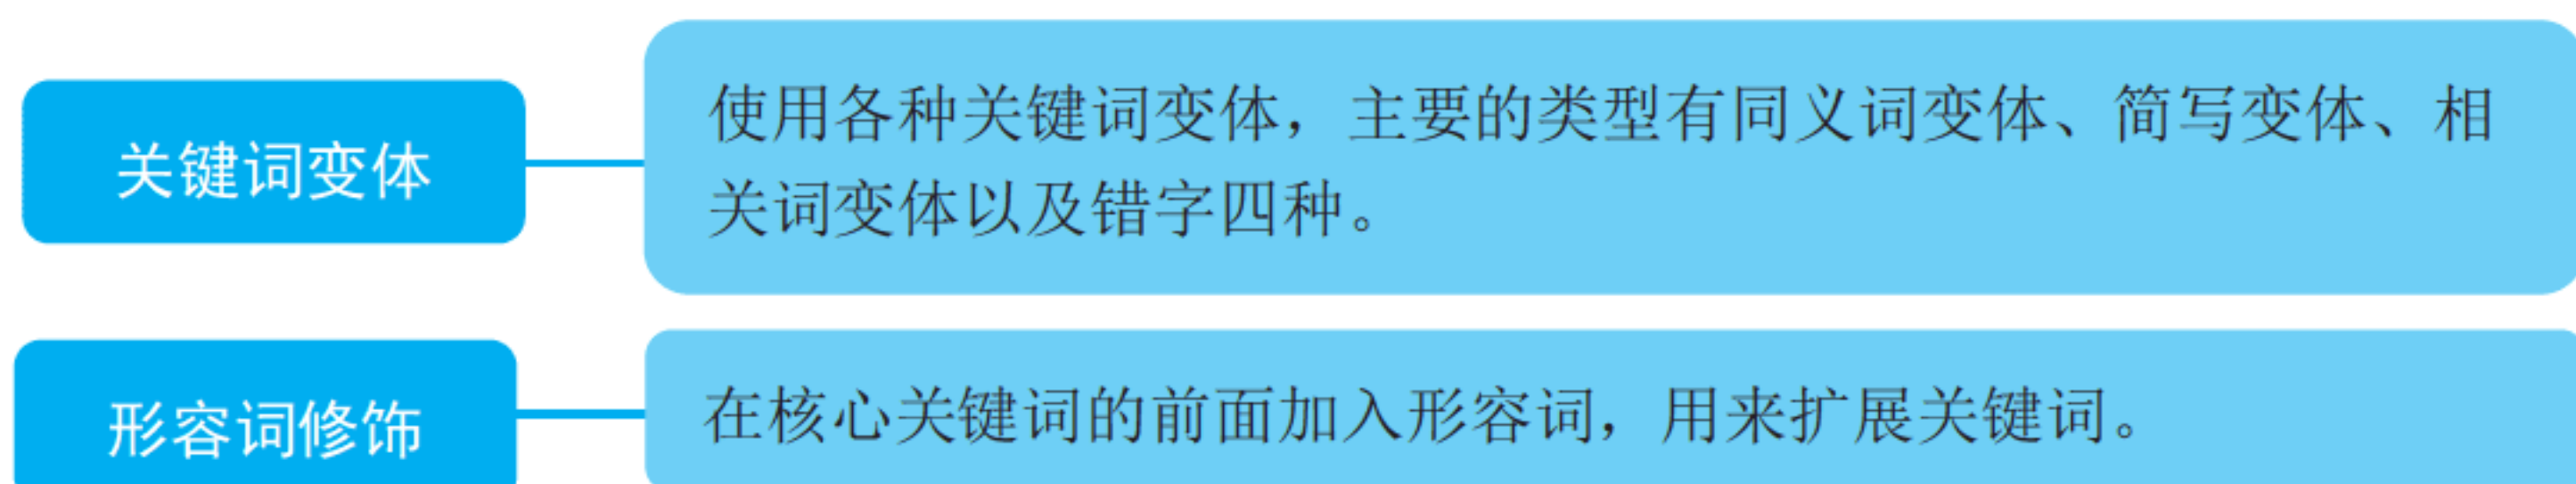 关键词变体
使用各种关键词变体，主要的类型有同义词变体、简写变体、相
关词变体以及错字四种。
形容词修饰
在核心关键词的前面加入形容词，用来扩展关键词。